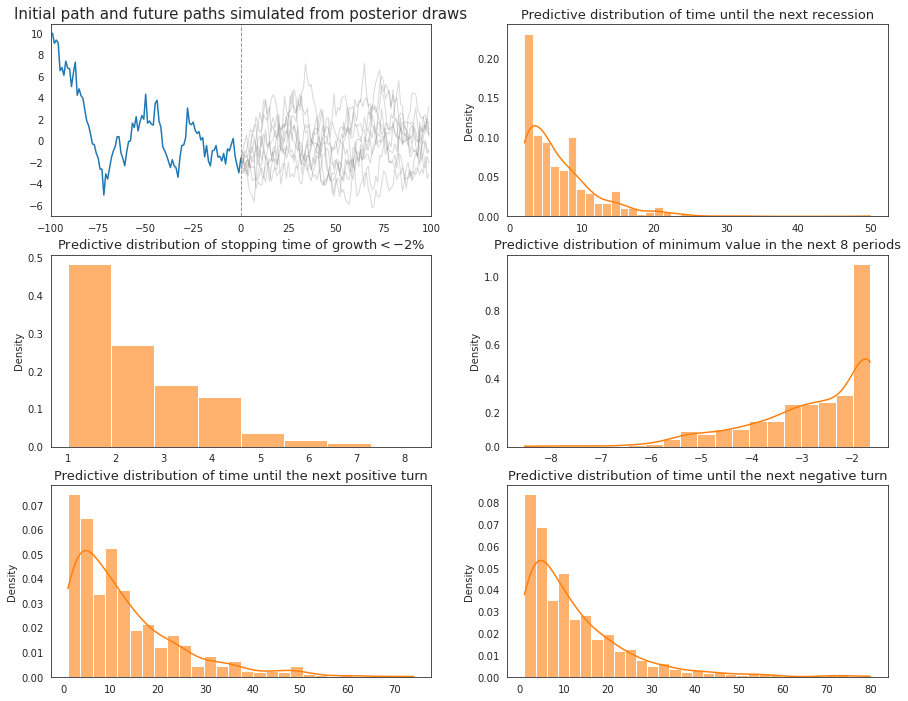 Initial path and future paths simulated from posterior draws
10
8
6
4
2
0
−2
−4
−6
−100 −75 −50 −25 0 25 50 75 100
Predictive distribution of time until the next recession
Density
0.20
0.15
0.10
0.05
0.00
0 10 20 30 40 50
Predictive distribution of stopping time of growth < −2%
Density
0.5
0.4
0.3
0.2
0.1
0.0
1 2 3 4 5 6 7 8
Predictive distribution of minimum value in the next 8 periods
Density
1.0
0.8
0.6
0.4
0.2
0.0
−8 −7 −6 −5 −4 −3 −2
Predictive distribution of time until the next positive turn
Density
0.07
0.06
0.05
0.04
0.03
0.02
0.01
0.00
0 10 20 30 40 50 60 70
Predictive distribution of time until the next negative turn
Density
0.08
0.07
0.06
0.05
0.04
0.03
0.02
0.01
0.00
0 10 20 30 40 50 60 70 80